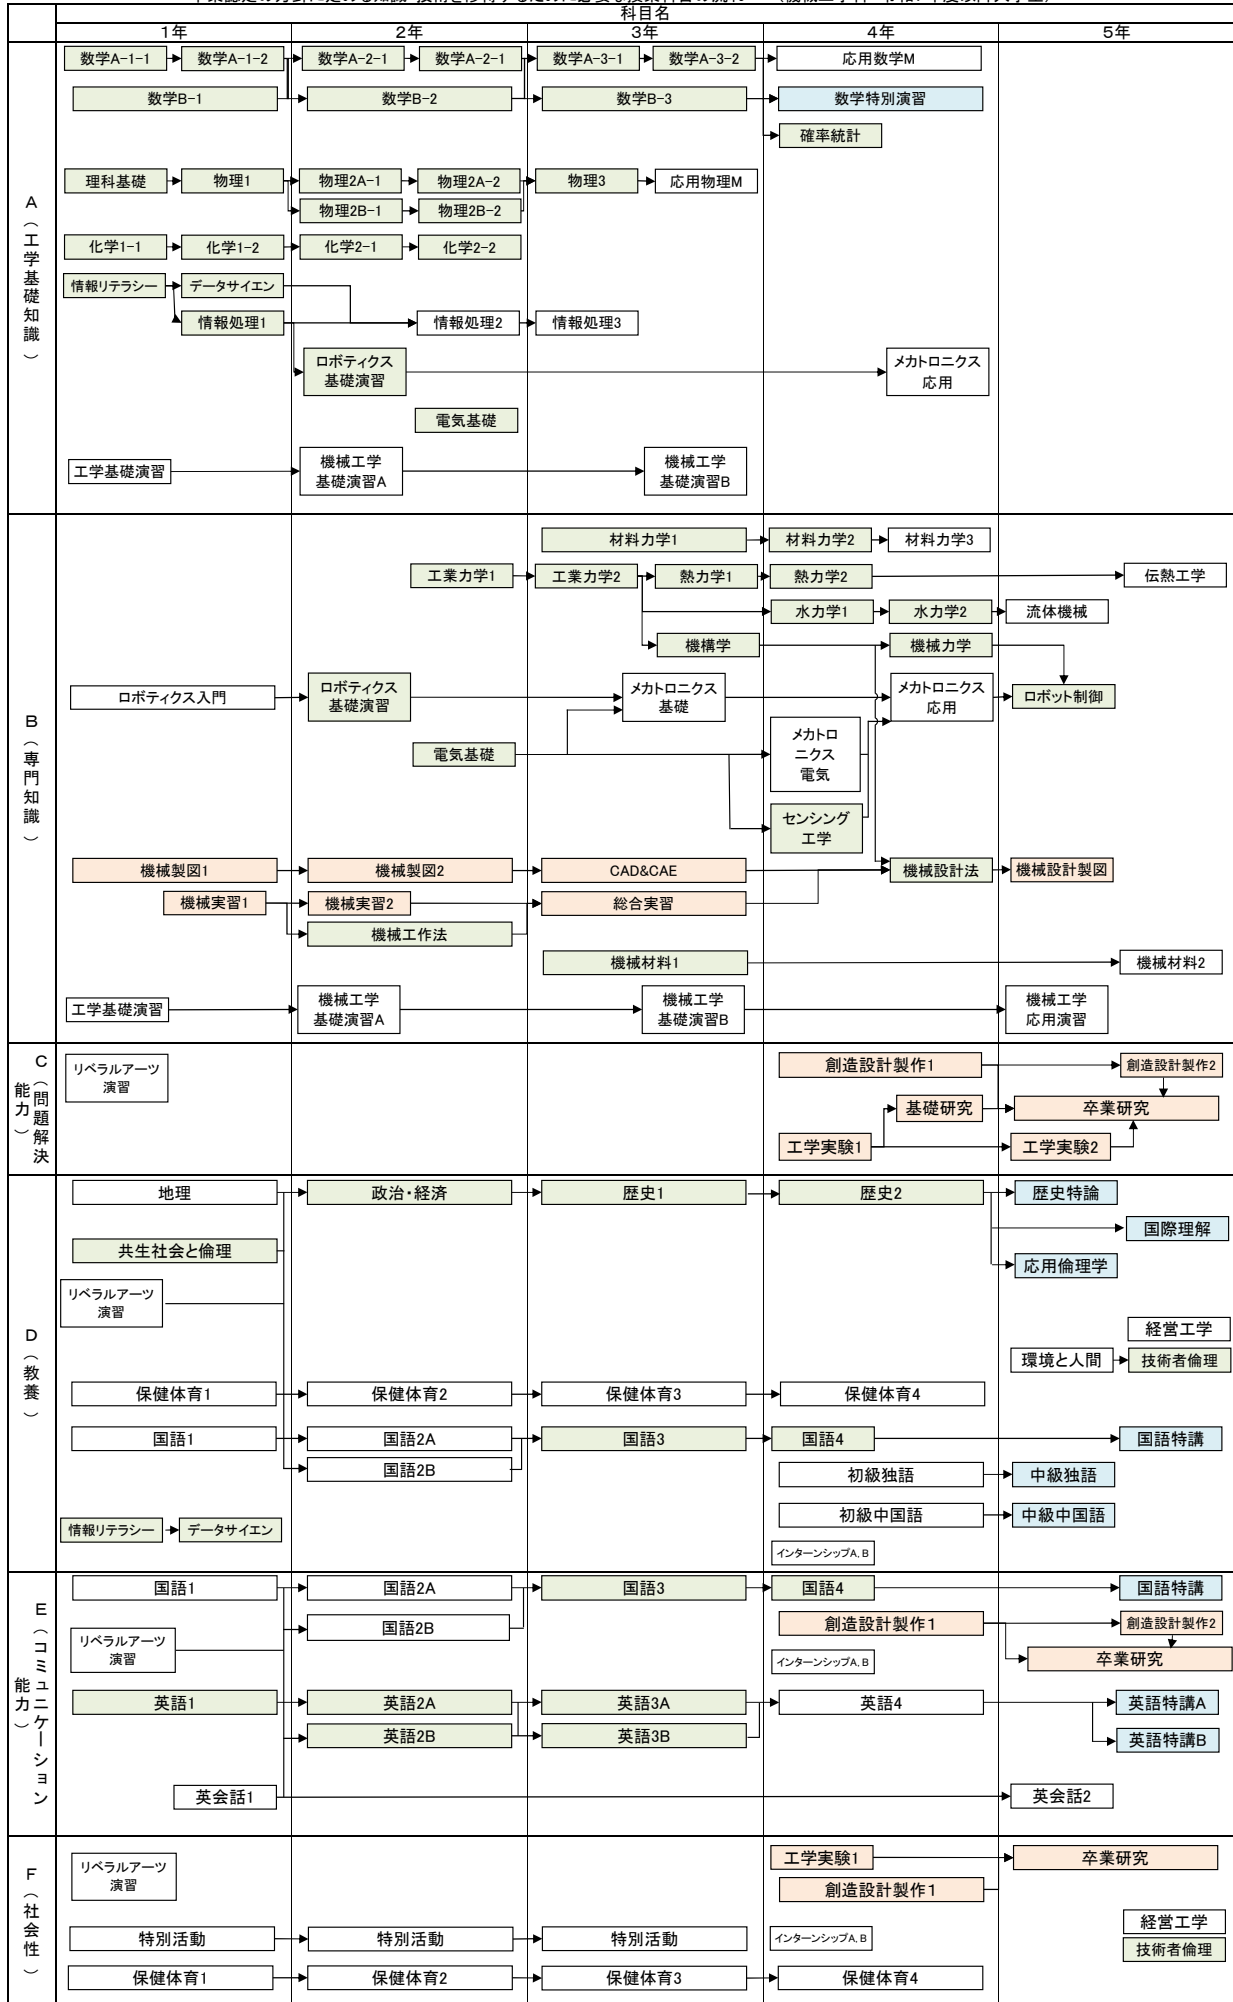 科目名
1年 2年 3年 4年 5年
A(工学基礎知識)
数学A-1-1 数学A-1-2 数学A-2-1 数学A-2-1 数学A-3-1 数学A-3-2 応用数学M
数学B-1 数学B-2 数学B-3 数学特別演習
確率統計
理科基礎 物理1 物理2A-1 物理2A-2 物理3 応用物理M
物理2B-1 物理2B-2
化学1-1 化学1-2 化学2-1 化学2-2
情報リテラシー データサイエン
情報処理1 情報処理2 情報処理3
ロボティクス
基礎演習
メカトロニクス
応用
電気基礎
工学基礎演習
機械工学
基礎演習A
機械工学
基礎演習B
B(専門知識)
材料力学1 材料力学2 材料力学3
工業力学1 工業力学2 熱力学1 熱力学2 伝熱工学
水力学1 水力学2 流体機械
機構学 機械力学
ロボティクス入門
ロボティクス
基礎演習
メカトロニクス
基礎
メカトロニクス
応用
ロボット制御
電気基礎
メカトロ
ニクス
電気
センシング
工学
機械製図1 機械製図2 CAD&CAE 機械設計法 機械設計製図
機械実習1 機械実習2 総合実習
機械工作法
機械材料1 機械材料2
工学基礎演習
機械工学
基礎演習A
機械工学
基礎演習B
機械工学
応用演習
C(問題解決能力)
リベラルアーツ
演習
創造設計製作1 創造設計製作2
基礎研究 卒業研究
工学実験1 工学実験2
D(教養)
地理 政治・経済 歴史1 歴史2 歴史特論
国際理解
共生社会と倫理
応用倫理学
リベラルアーツ
演習
経営工学
環境と人間 技術者倫理
保健体育1 保健体育2 保健体育3 保健体育4
国語1 国語2A 国語3 国語4 国語特講
国語2B
初級独語 中級独語
初級中国語 中級中国語
情報リテラシー データサイエン
インターンシップA, B
E(コミュニケーション能力)
国語1 国語2A 国語3 国語4 国語特講
国語2B
創造設計製作1 創造設計製作2
リベラルアーツ
演習
インターンシップA, B
卒業研究
英語1 英語2A 英語3A 英語4 英語特講A
英語2B 英語3B 英語特講B
英会話1 英会話2
F(社会性)
リベラルアーツ
演習
工学実験1 卒業研究
創造設計製作1
経営工学
特別活動 特別活動 特別活動 インターンシップA, B
技術者倫理
保健体育1 保健体育2 保健体育3 保健体育4